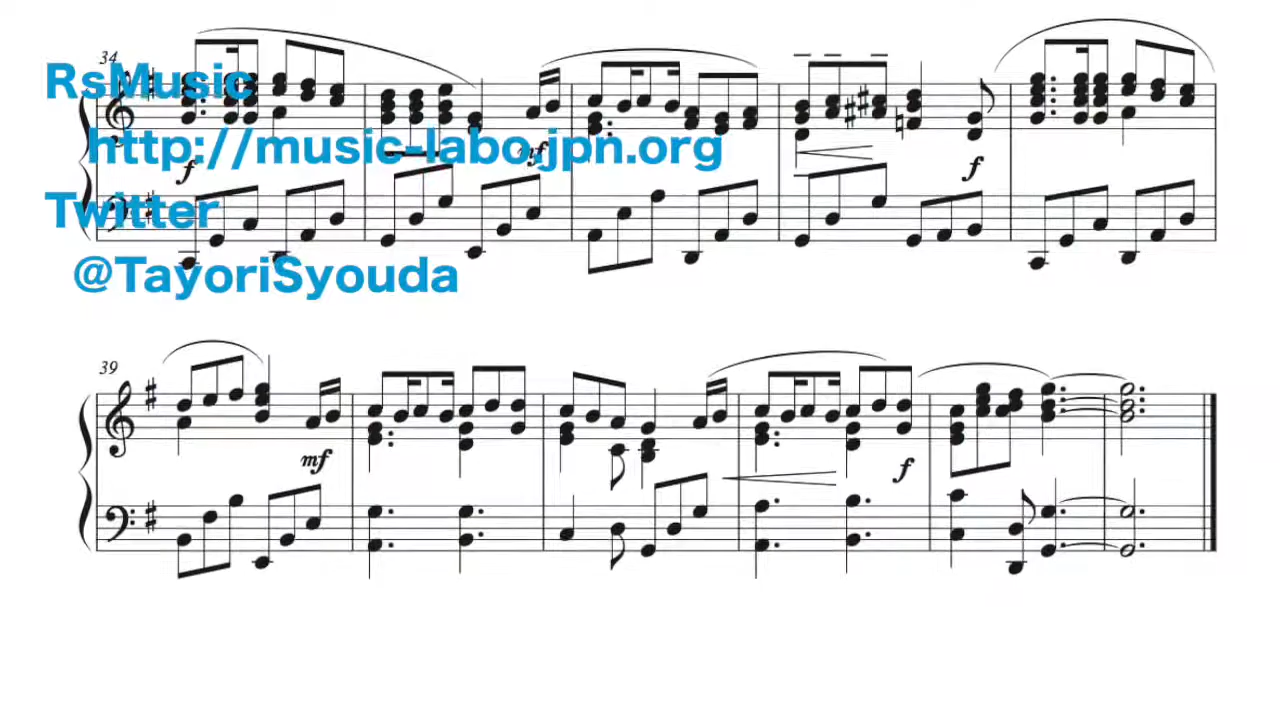 34
RsMusic
http://music-labo.jpn.org
f
mf
f
Twitter
@TayoriSyouda
39
mf
f